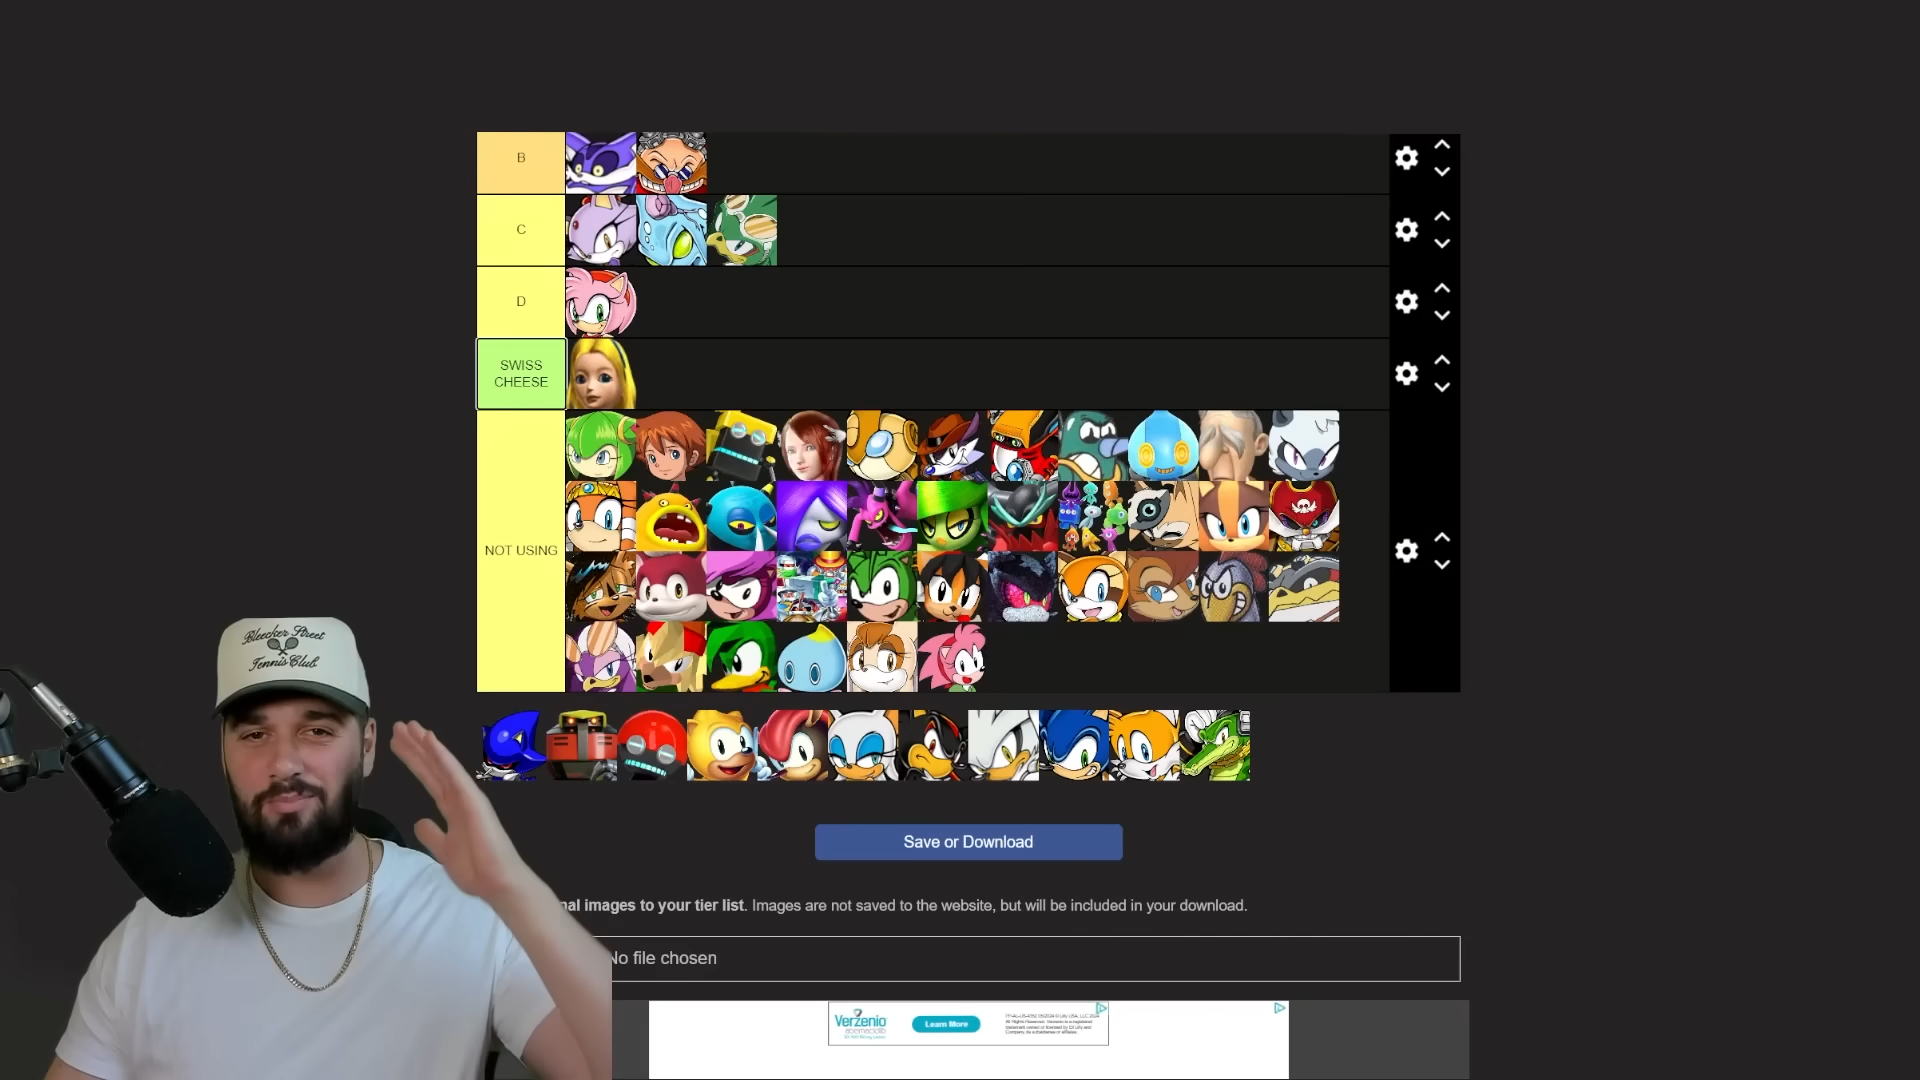 B
C
D
SWISS
CHEESE
NOT USING
Bleecker Street
Tennis Club
Save or Download
nal images to your tier list. Images are not saved to the website, but will be included in your download.
No file chosen
Verzenio
abemaciclib
Learn More